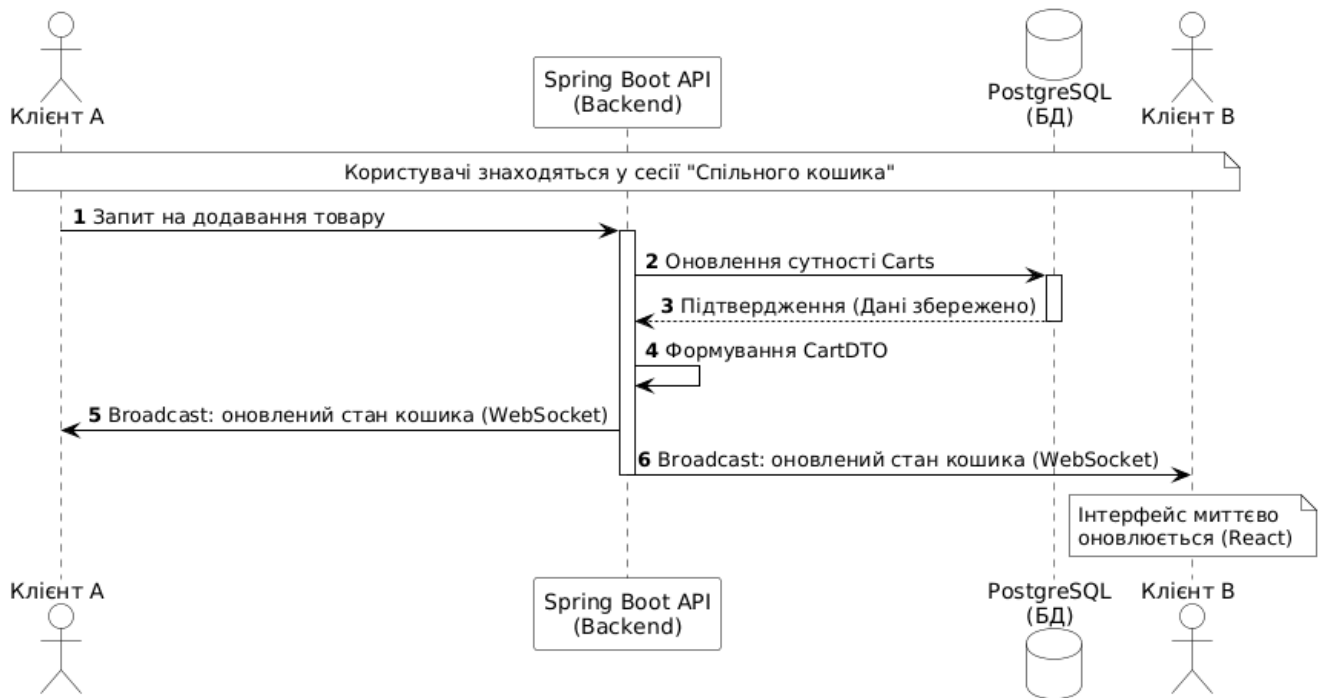 Клієнт А
Spring Boot API
(Backend)
PostgreSQL
(БД)
Клієнт В
Користувачі знаходяться у сесії "Спільного кошика"
1 Запит на додавання товару
2 Оновлення сутності Carts
3 Підтвердження (Дані збережено)
4 Формування CartDTO
5 Broadcast: оновлений стан кошика (WebSocket)
6 Broadcast: оновлений стан кошика (WebSocket)
Інтерфейс миттєво
оновлюється (React)
Клієнт А
Spring Boot API
(Backend)
PostgreSQL
(БД)
Клієнт В